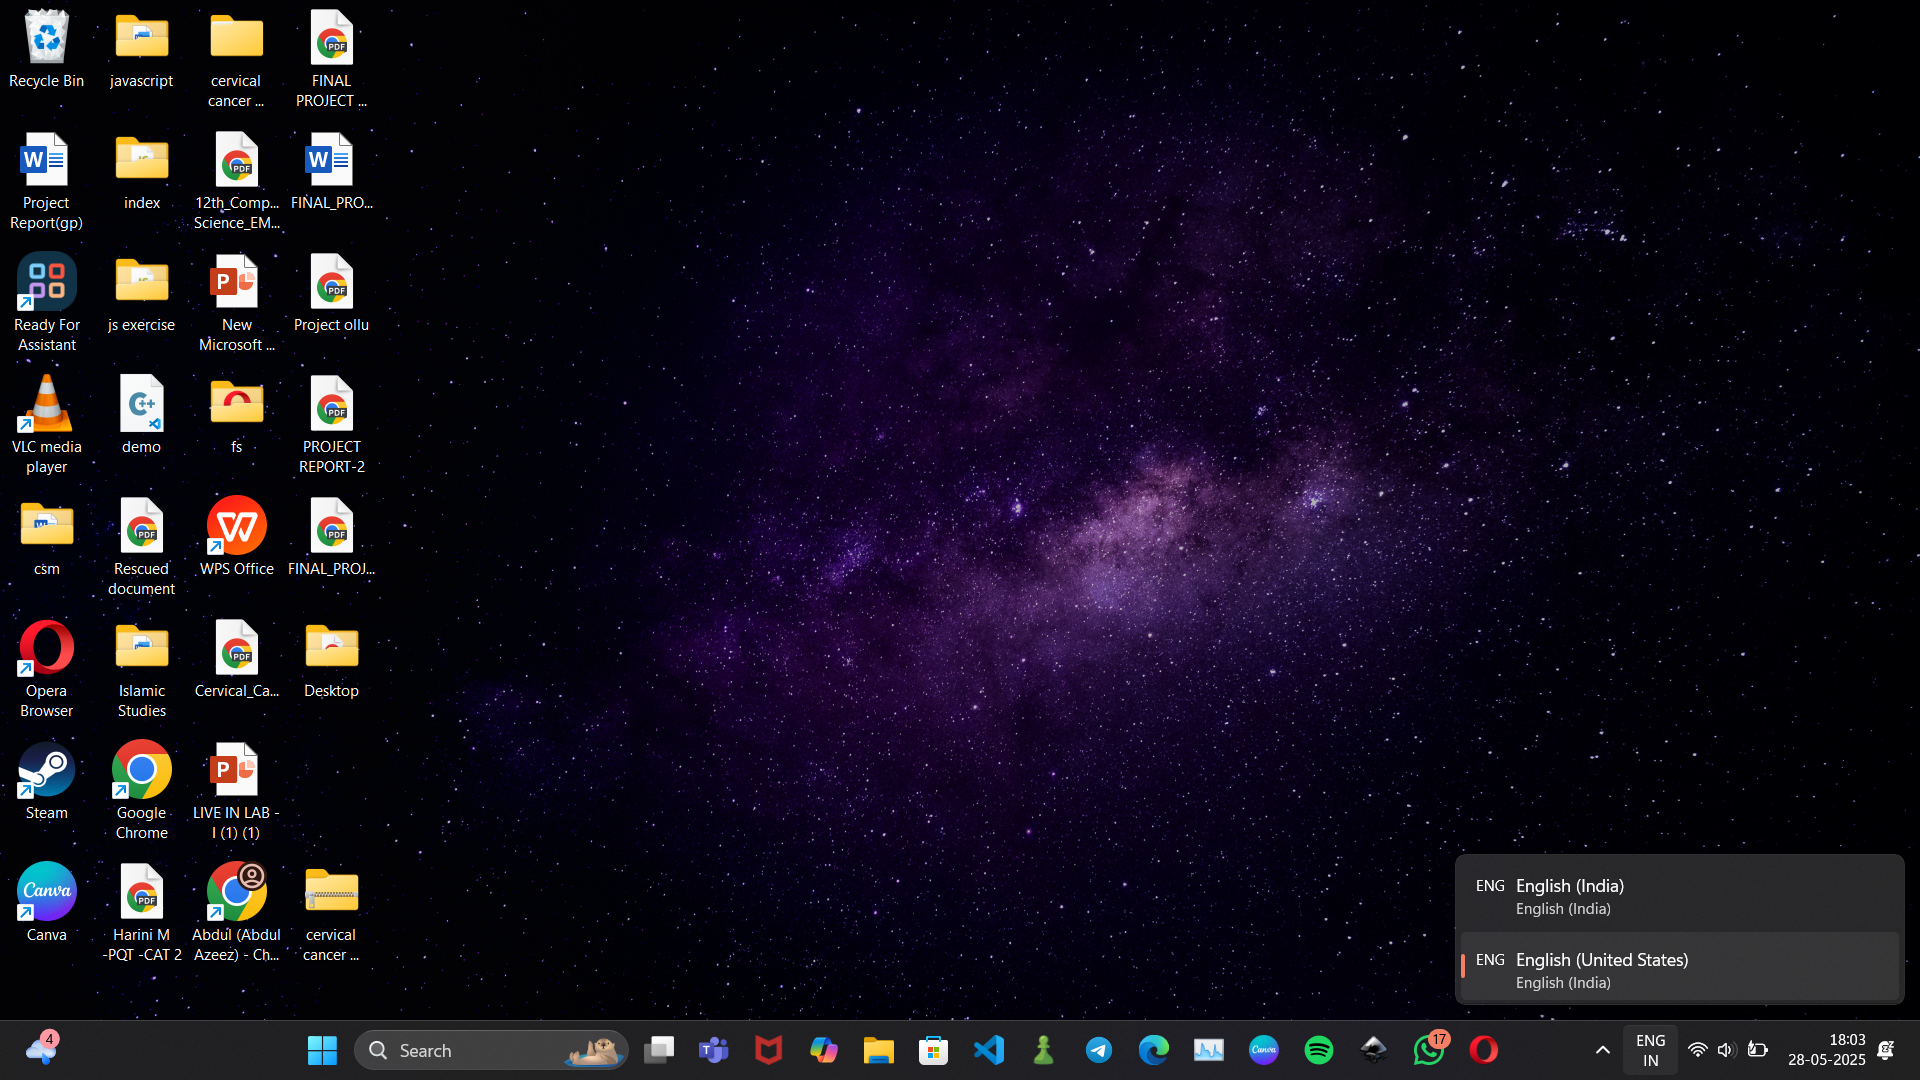 Recycle Bin
javascript
cervical
cancer ...
FINAL
PROJECT ...
Project
Report(gp)
index
12th_Comp...
Science_EM...
FINAL_PRO...
Ready For
Assistant
js exercise
New
Microsoft ...
Project ollu
VLC media
player
demo
fs
PROJECT
REPORT-2
csm
Rescued
document
WPS Office
FINAL_PROJ...
Opera
Browser
Islamic
Studies
Cervical_Ca...
Desktop
Steam
Google
Chrome
LIVE IN LAB -
I (1) (1)
Canva
Canva
Harini M
-PQT -CAT 2
Abdul (Abdul
Azeez) - Ch...
cervical
cancer ...
ENG English (India)
English (India)
ENG English (United States)
English (India)
4
Search
Canva
17
ENG
IN
18:03
28-05-2025